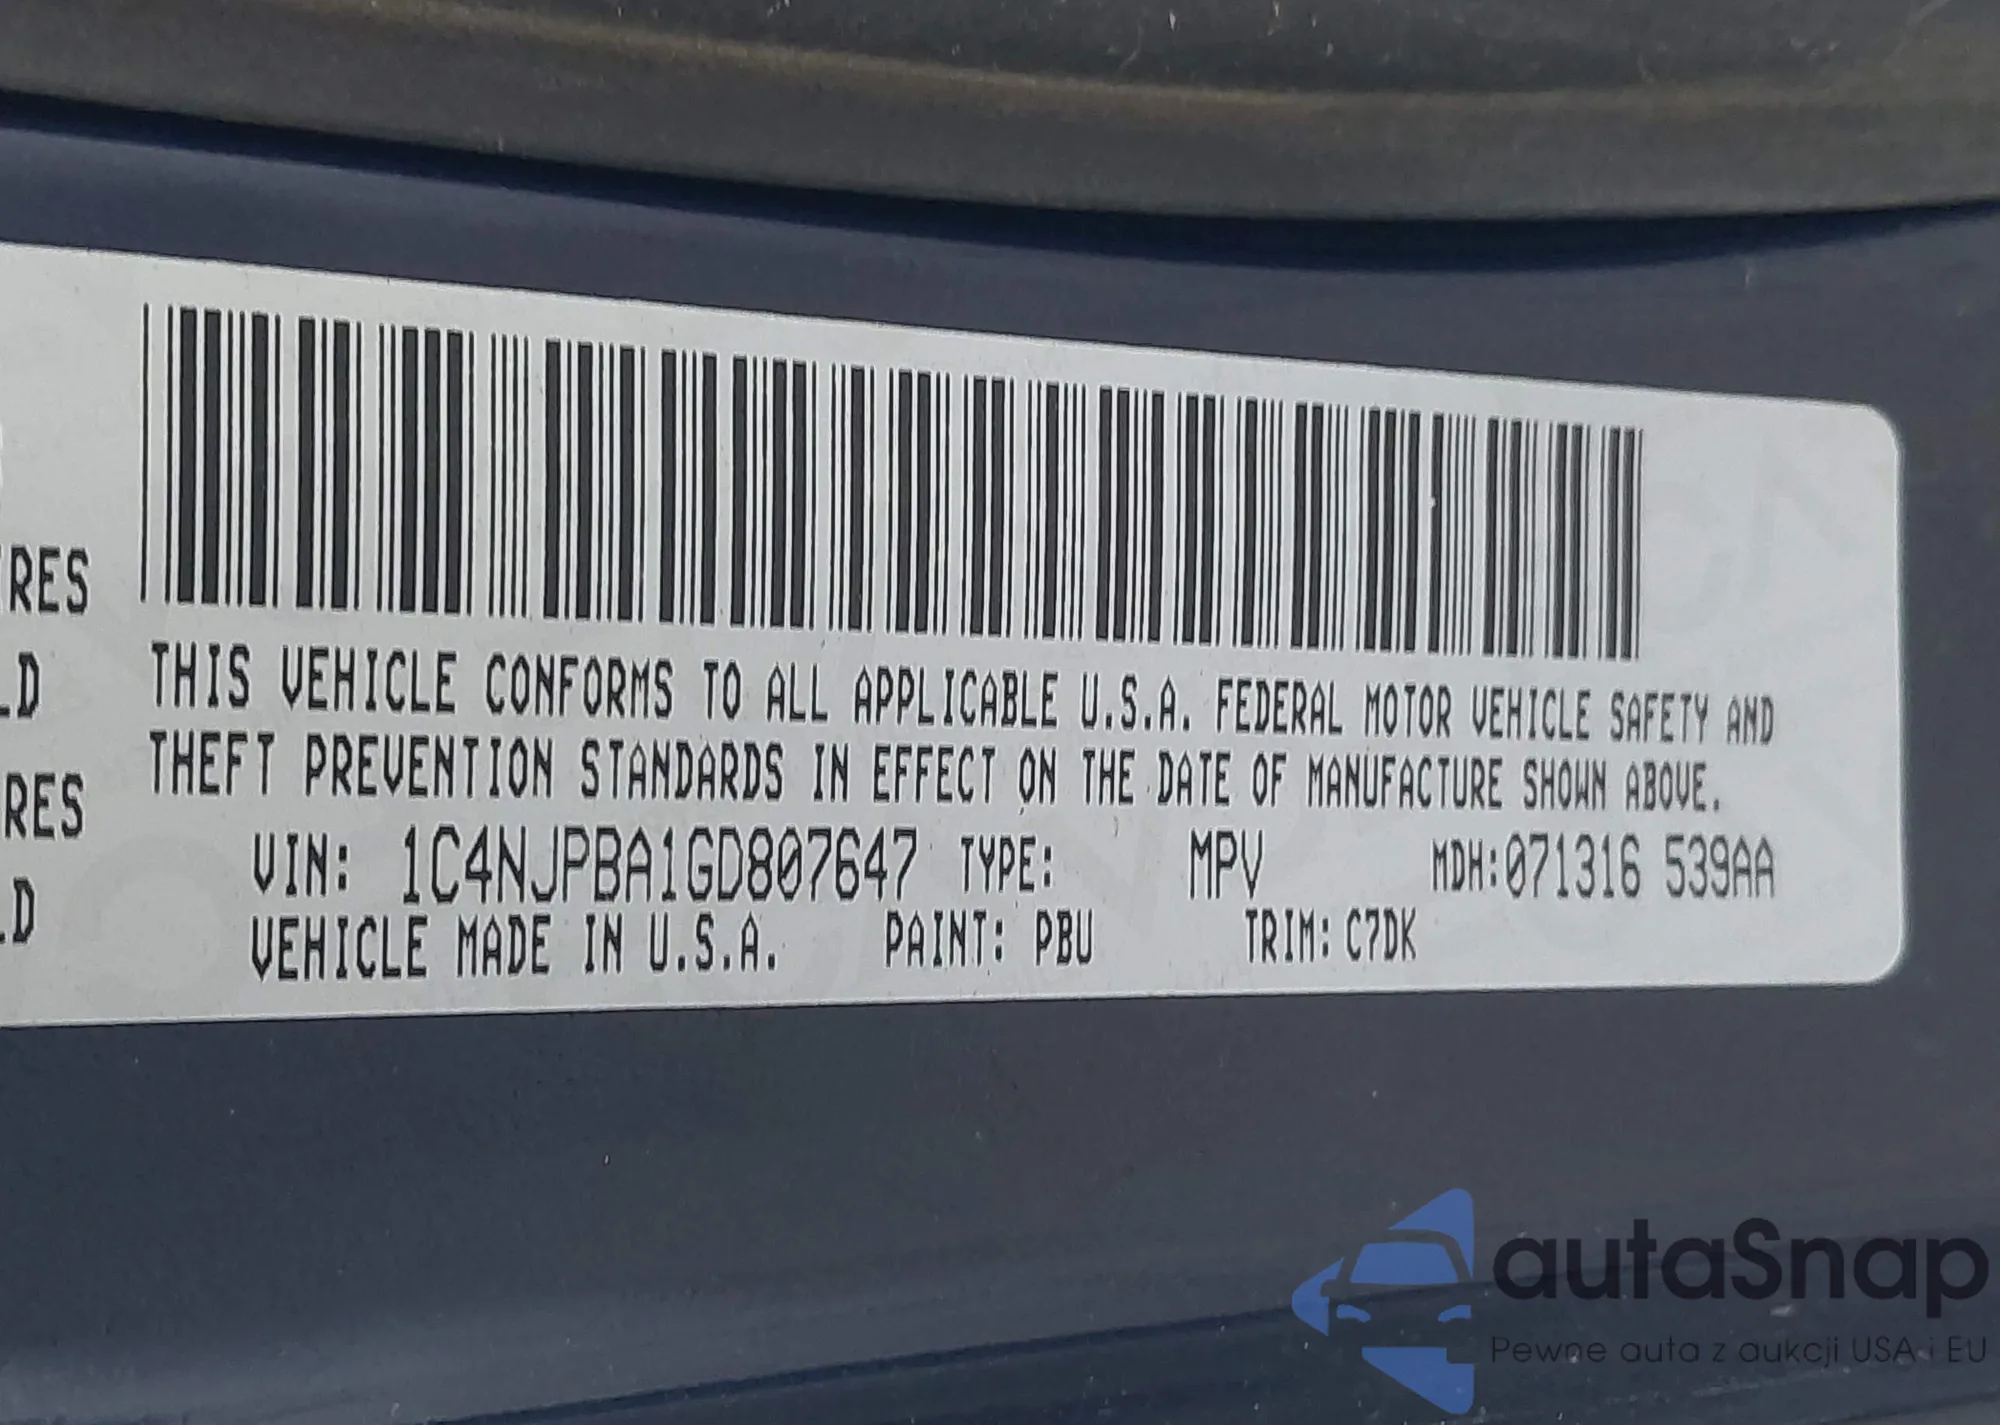 RES
LD
RES
LD
THIS VEHICLE CONFORMS TO ALL APPLICABLE U.S.A. FEDERAL MOTOR VEHICLE SAFETY AND
THEFT PREVENTION STANDARDS IN EFFECT ON THE DATE OF MANUFACTURE SHOWN ABOVE.
VIN: 1C4NJPBA1GD807647 TYPE: MPV MDH:071316 539AA
VEHICLE MADE IN U.S.A. PAINT: PBU TRIM: C7DK
autaSnap
Pewne auta z aukcji USA i EU